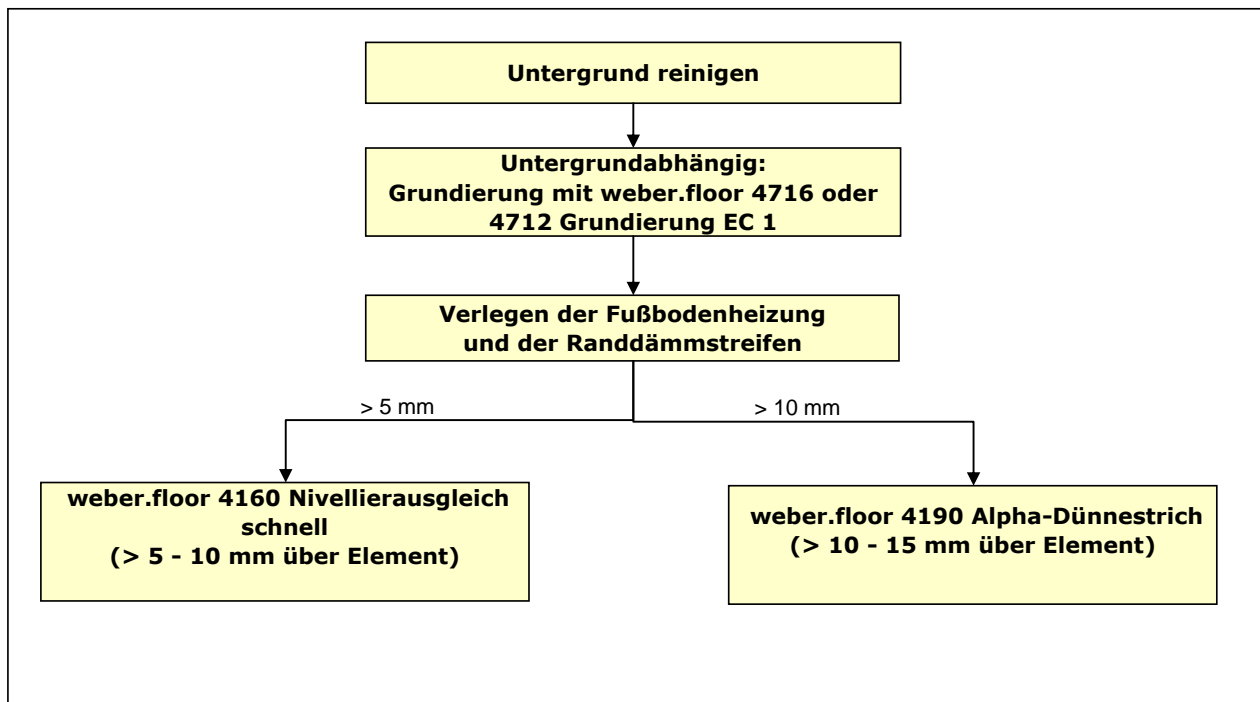 Untergrund reinigen
Untergrundabhängig:
Grundierung mit weber.floor 4716 oder
4712 Grundierung EC 1
Verlegen der Fußbodenheizung
und der Randdämmstreifen
> 5 mm
> 10 mm
weber.floor 4160 Nivellierausgleich
schnell
(> 5 - 10 mm über Element)
weber.floor 4190 Alpha-Dünnestrich
(> 10 - 15 mm über Element)